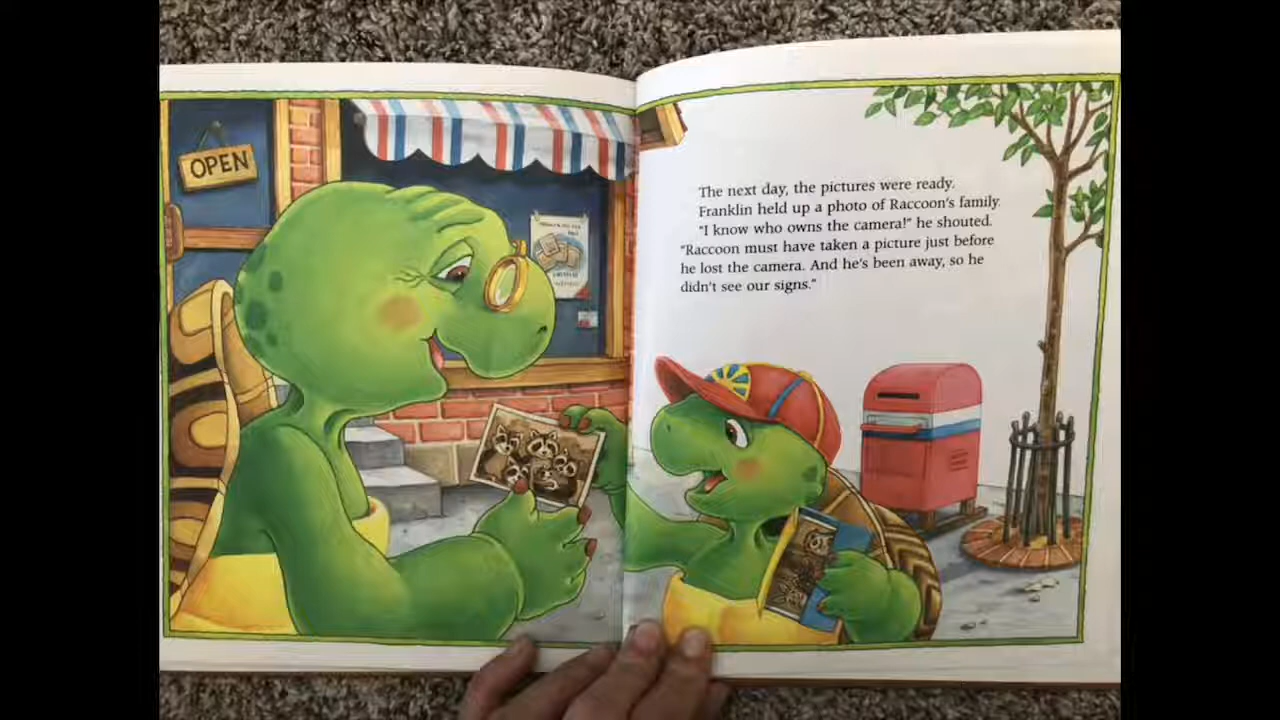 OPEN
The next day, the pictures were ready.
Franklin held up a photo of Raccoon's family.
"I know who owns the camera!" he shouted.
"Raccoon must have taken a picture just before
he lost the camera. And he's been away, so he
didn't see our signs."